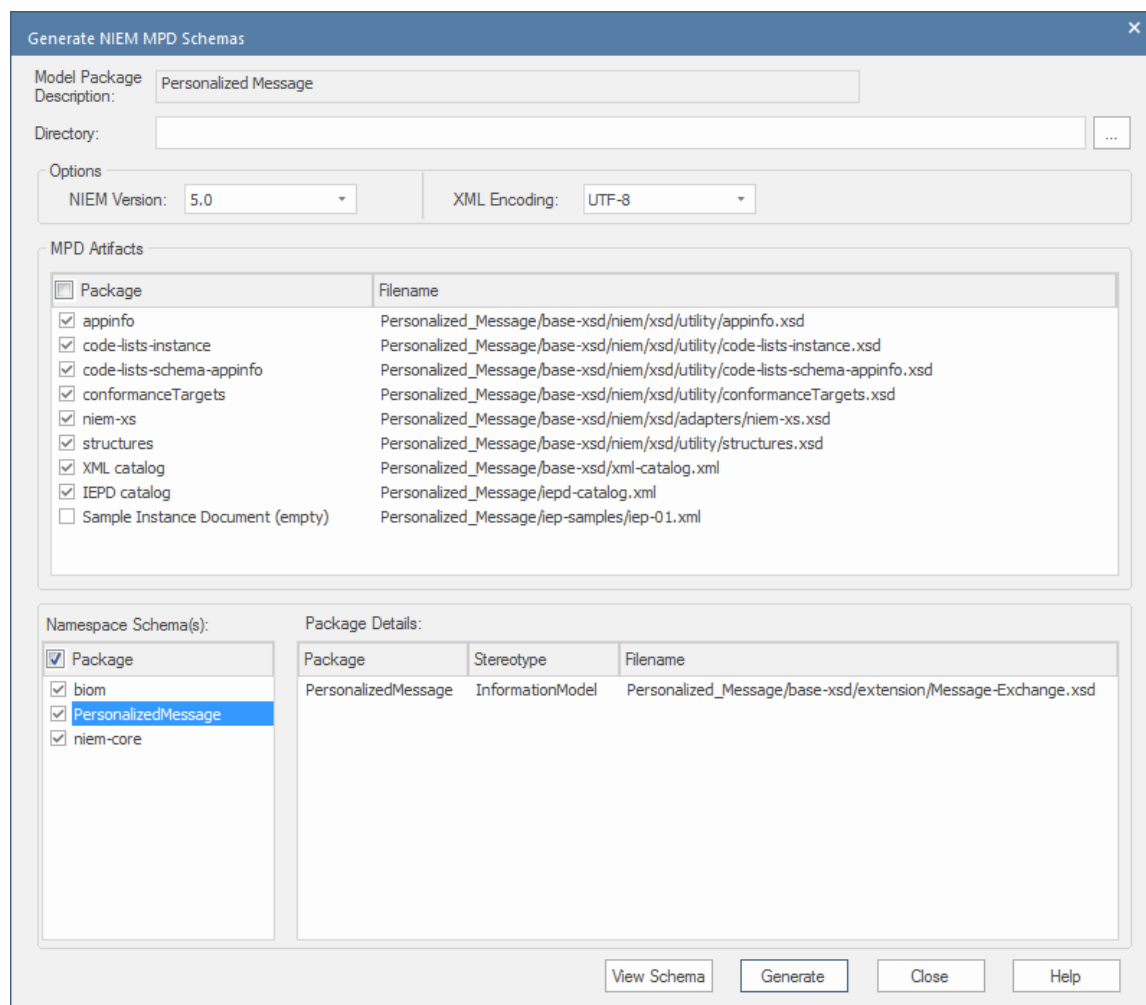 Generate NIEM MPD Schemas
Model Package Description:
Personalized Message
Directory:
...
Options
NIEM Version: 5.0 XML Encoding: UTF-8
MPD Artifacts
Package Filename
appinfo Personalized_Message/base-xsd/niem/xsd/utility/appinfo.xsd
code-lists-instance Personalized_Message/base-xsd/niem/xsd/utility/code-lists-instance.xsd
code-lists-schema-appinfo Personalized_Message/base-xsd/niem/xsd/utility/code-lists-schema-appinfo.xsd
conformanceTargets Personalized_Message/base-xsd/niem/xsd/utility/conformanceTargets.xsd
niem-xs Personalized_Message/base-xsd/niem/xsd/adapters/niem-xs.xsd
structures Personalized_Message/base-xsd/niem/xsd/utility/structures.xsd
XML catalog Personalized_Message/base-xsd/xml-catalog.xml
IEPD catalog Personalized_Message/iepd-catalog.xml
Sample Instance Document (empty) Personalized_Message/iep-samples/iep-01.xml
Namespace Schema(s): Package Details:
Package Package Stereotype Filename
biom PersonalizedMessage InformationModel Personalized_Message/base-xsd/extension/Message-Exchange.xsd
PersonalizedMessage
niem-core
View Schema Generate Close Help